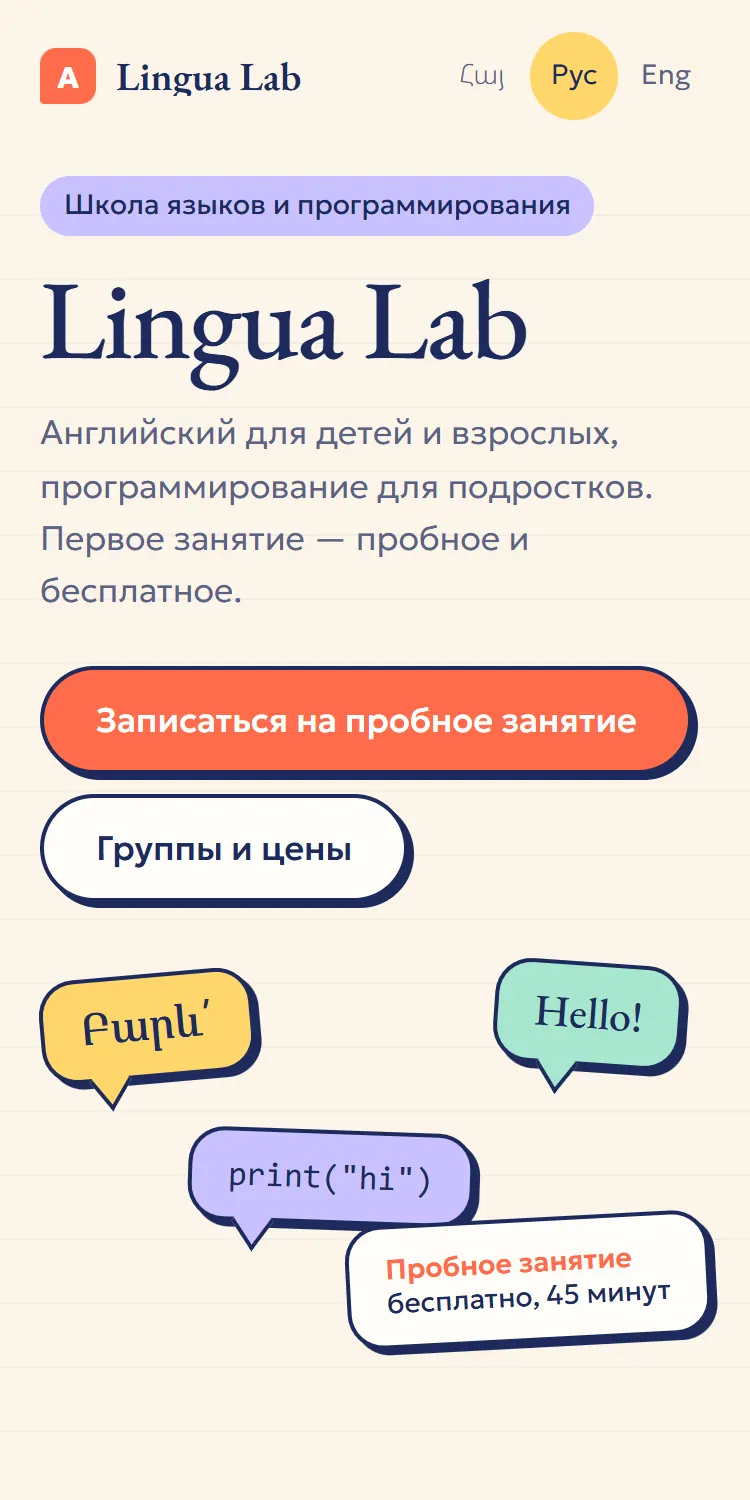 A Lingua Lab Հայ Рус Eng
Школа языков и программирования
Lingua Lab
Английский для детей и взрослых,
программирование для подростков.
Первое занятие — пробное и
бесплатное.
Записаться на пробное занятие
Группы и цены
Բարև՛
Hello!
print("hi")
Пробное занятие
бесплатно, 45 минут